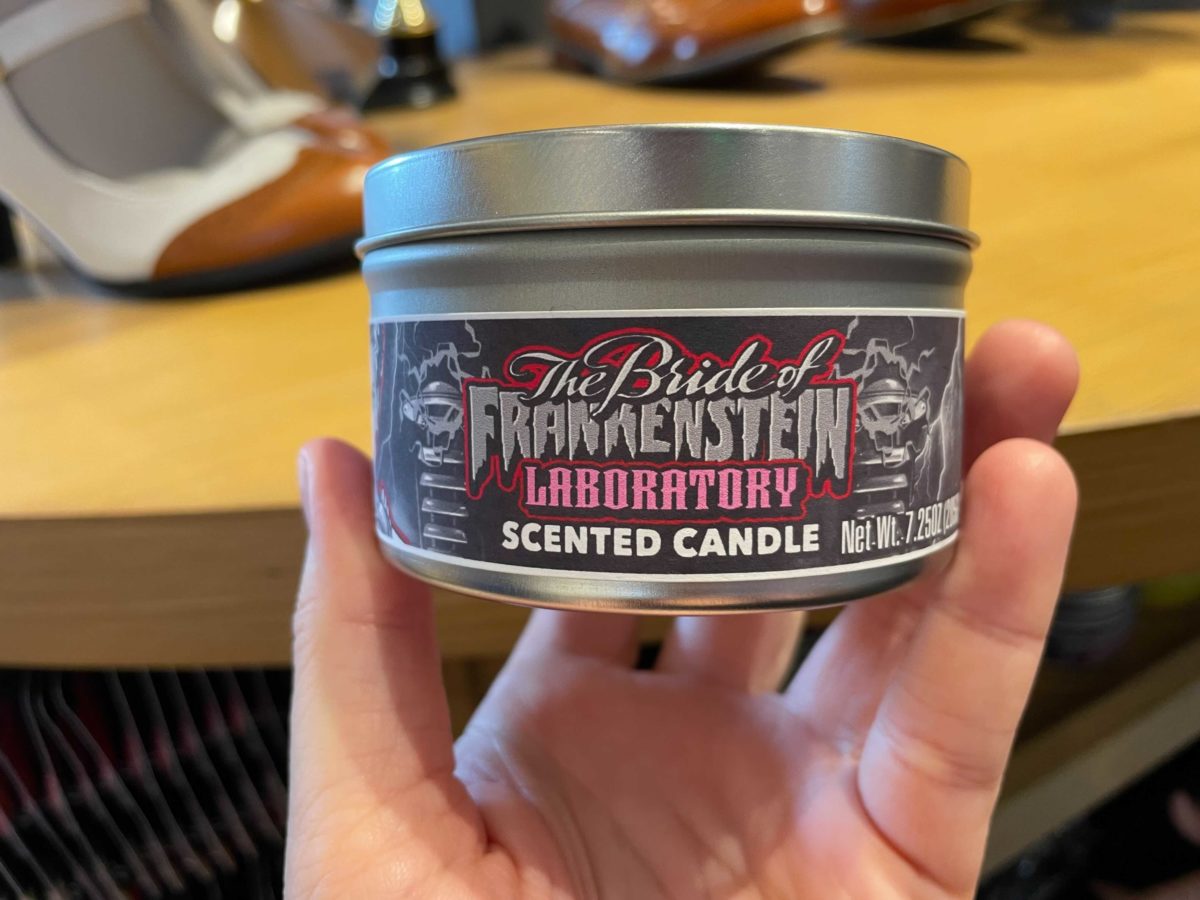 The Bride of
FRANKENSTEIN
LABORATORY
SCENTED CANDLE
Net Wt. 7.25OZ